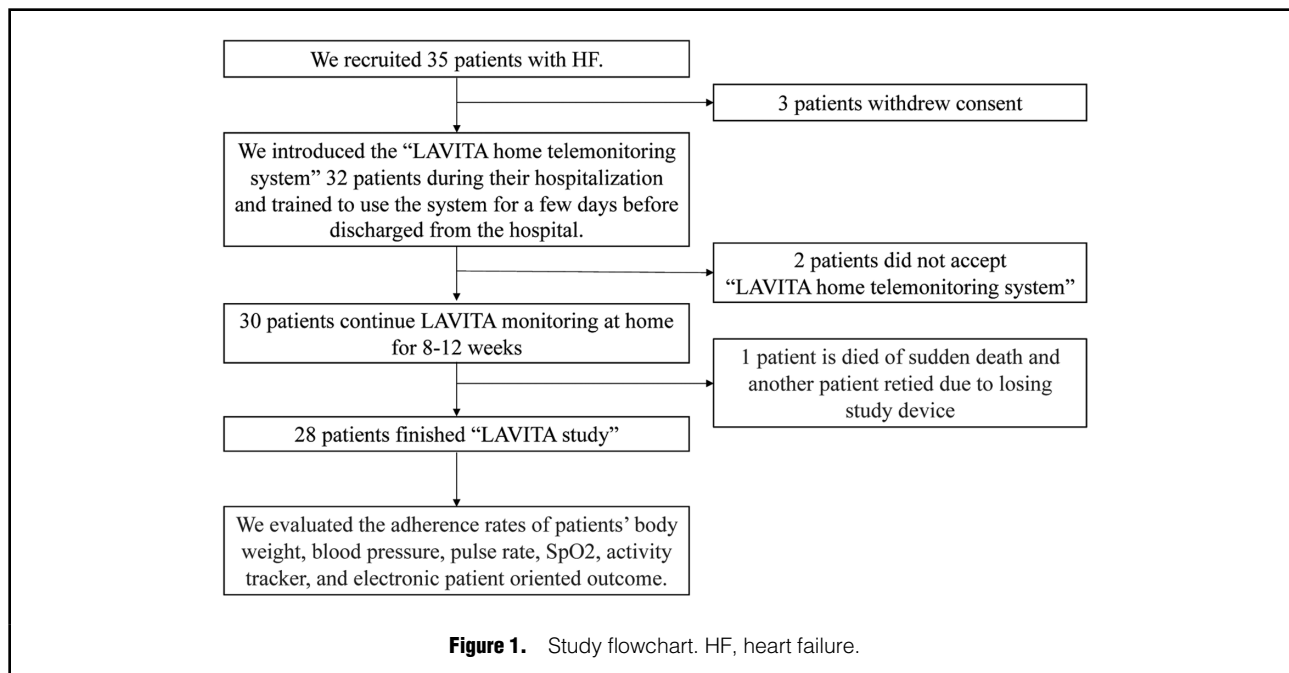 We recruited 35 patients with HF.
3 patients withdrew consent
We introduced the “LAVITA home telemonitoring
system” 32 patients during their hospitalization
and trained to use the system for a few days before
discharged from the hospital.
2 patients did not accept
“LAVITA home telemonitoring system”
30 patients continue LAVITA monitoring at home
for 8-12 weeks
1 patient is died of sudden death and
another patient retied due to losing
study device
28 patients finished “LAVITA study”
We evaluated the adherence rates of patients’ body
weight, blood pressure, pulse rate, SpO2, activity
tracker, and electronic patient oriented outcome.
Figure 1. Study flowchart. HF, heart failure.